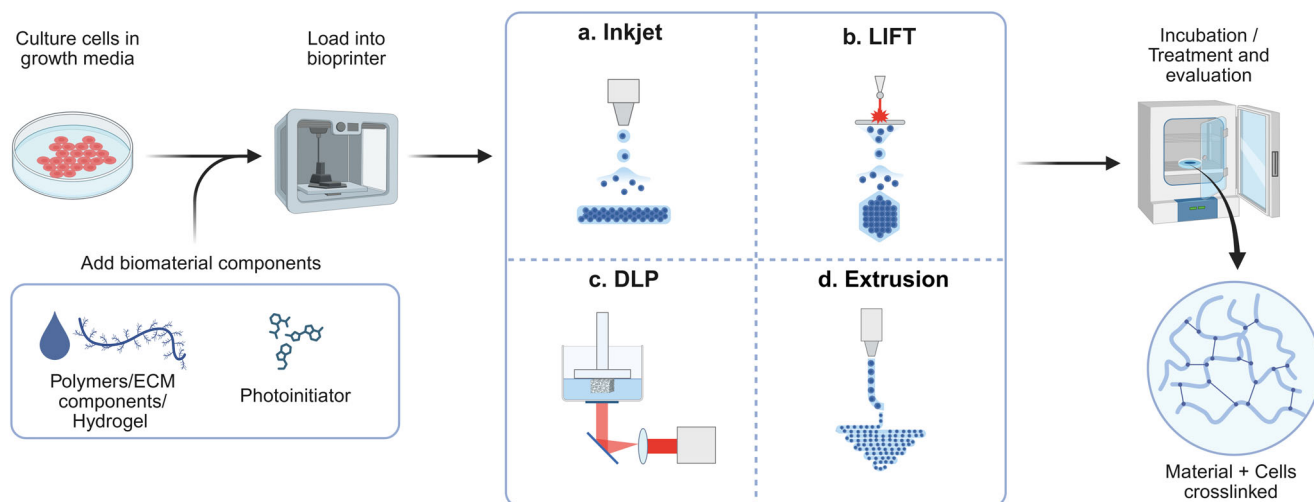 Culture cells in
growth media
Load into
bioprinter
a. Inkjet
b. LIFT
Incubation /
Treatment and
evaluation
Add biomaterial components
Polymers/ECM
components/
Hydrogel
Photoinitiator
c. DLP
d. Extrusion
Material + Cells
crosslinked